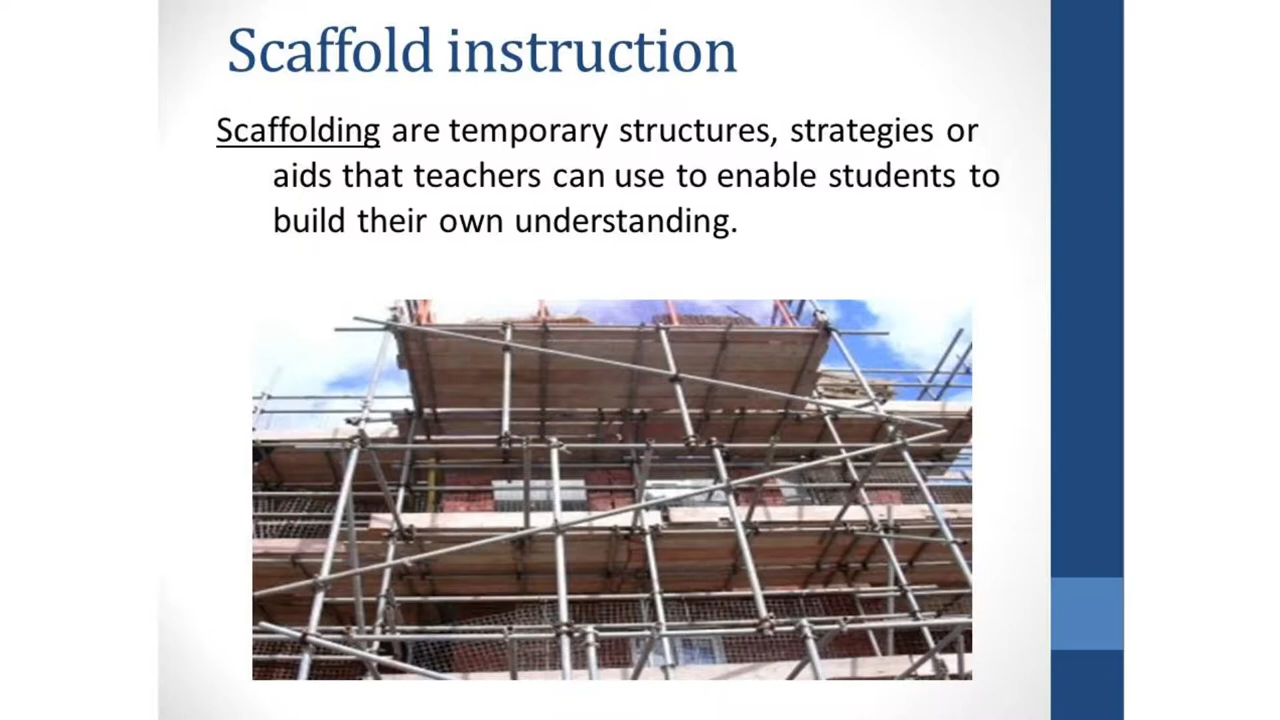 Scaffold instruction
Scaffolding are temporary structures, strategies or
aids that teachers can use to enable students to
build their own understanding.